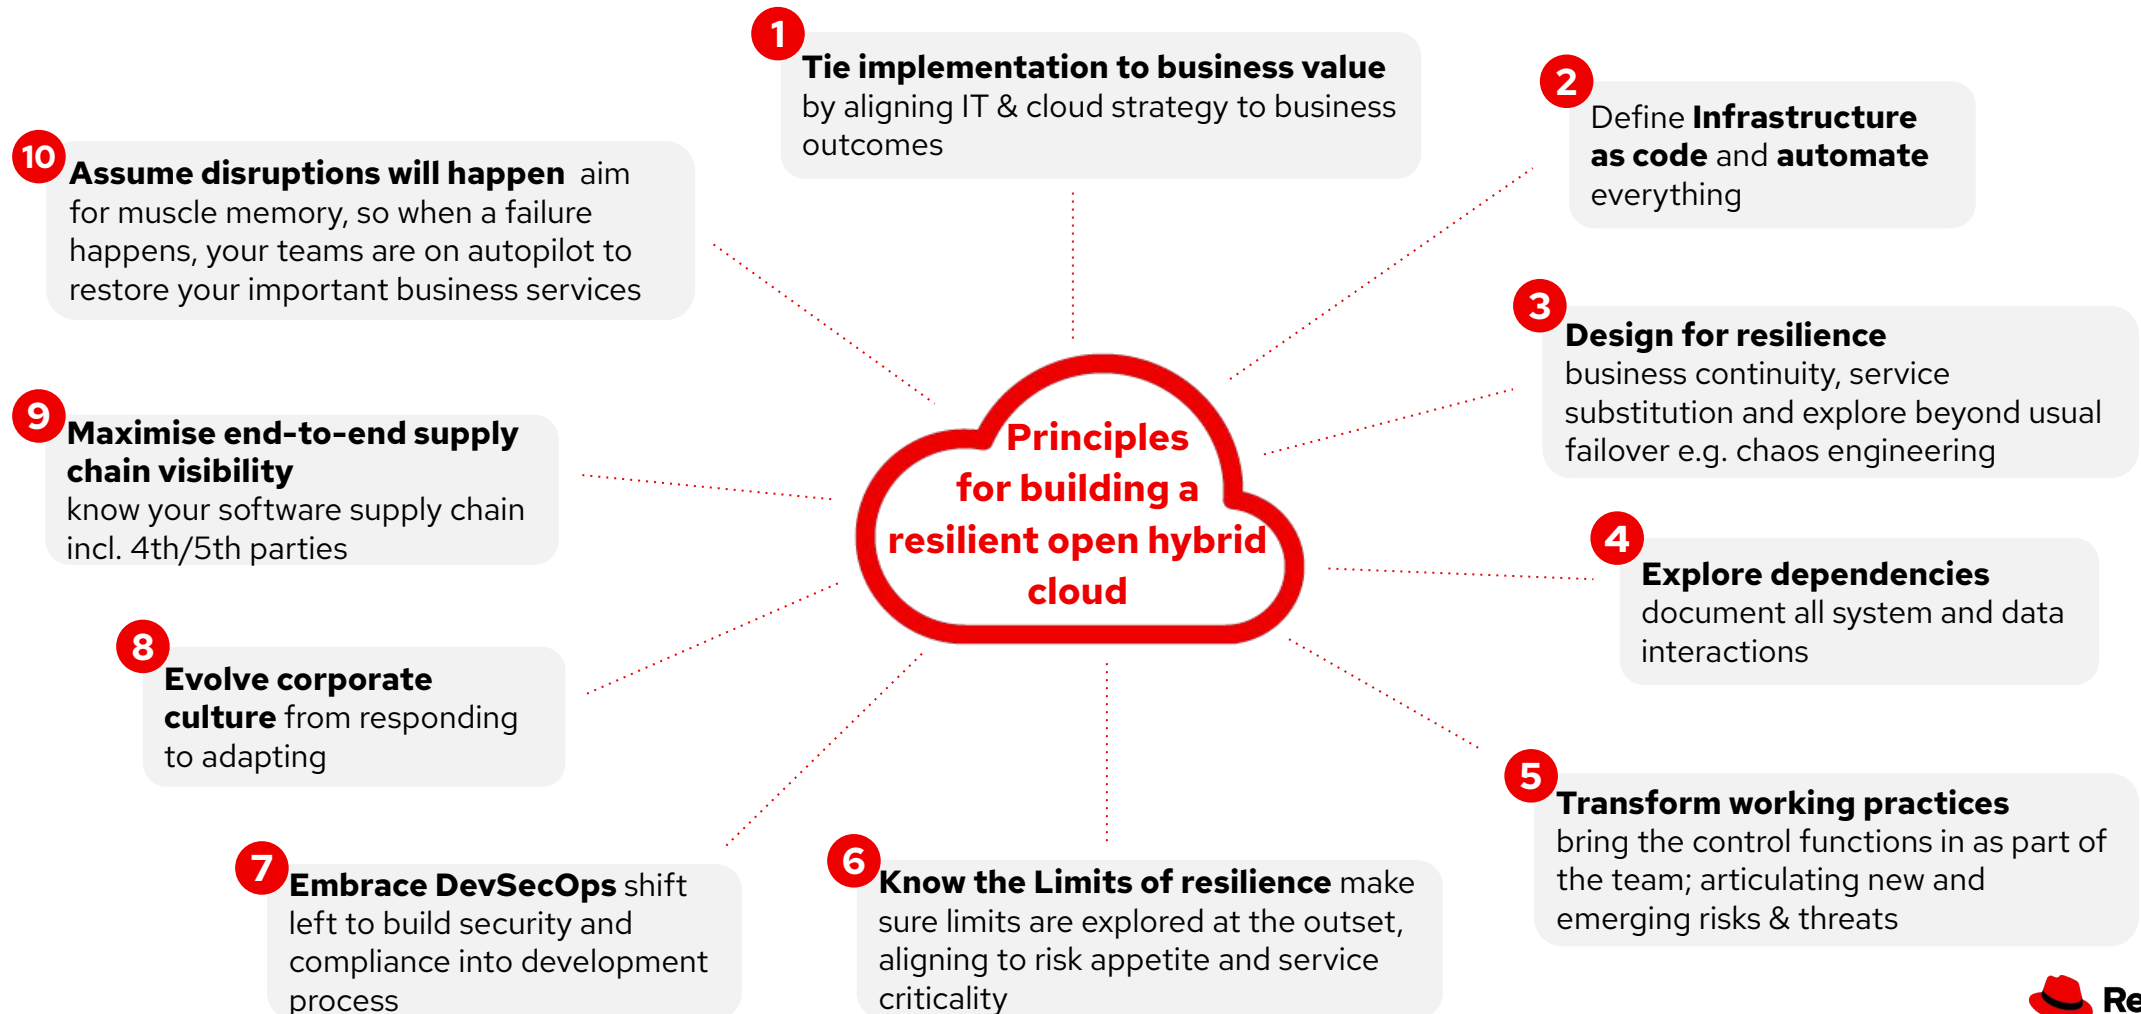 1
Tie implementation to business value
by aligning IT & cloud strategy to business
outcomes
2
Define Infrastructure
as code and automate
everything
3
Design for resilience
business continuity, service
substitution and explore beyond usual
failover e.g. chaos engineering
4
Explore dependencies
document all system and data
interactions
5
Transform working practices
bring the control functions in as part of
the team; articulating new and
emerging risks & threats
6
Know the Limits of resilience make
sure limits are explored at the outset,
aligning to risk appetite and service
criticality
7
Embrace DevSecOps shift
left to build security and
compliance into development
process
8
Evolve corporate
culture from responding
to adapting
9
Maximise end-to-end supply
chain visibility
know your software supply chain
incl. 4th/5th parties
10
Assume disruptions will happen aim
for muscle memory, so when a failure
happens, your teams are on autopilot to
restore your important business services
Principles
for building a
resilient open hybrid
cloud
Re